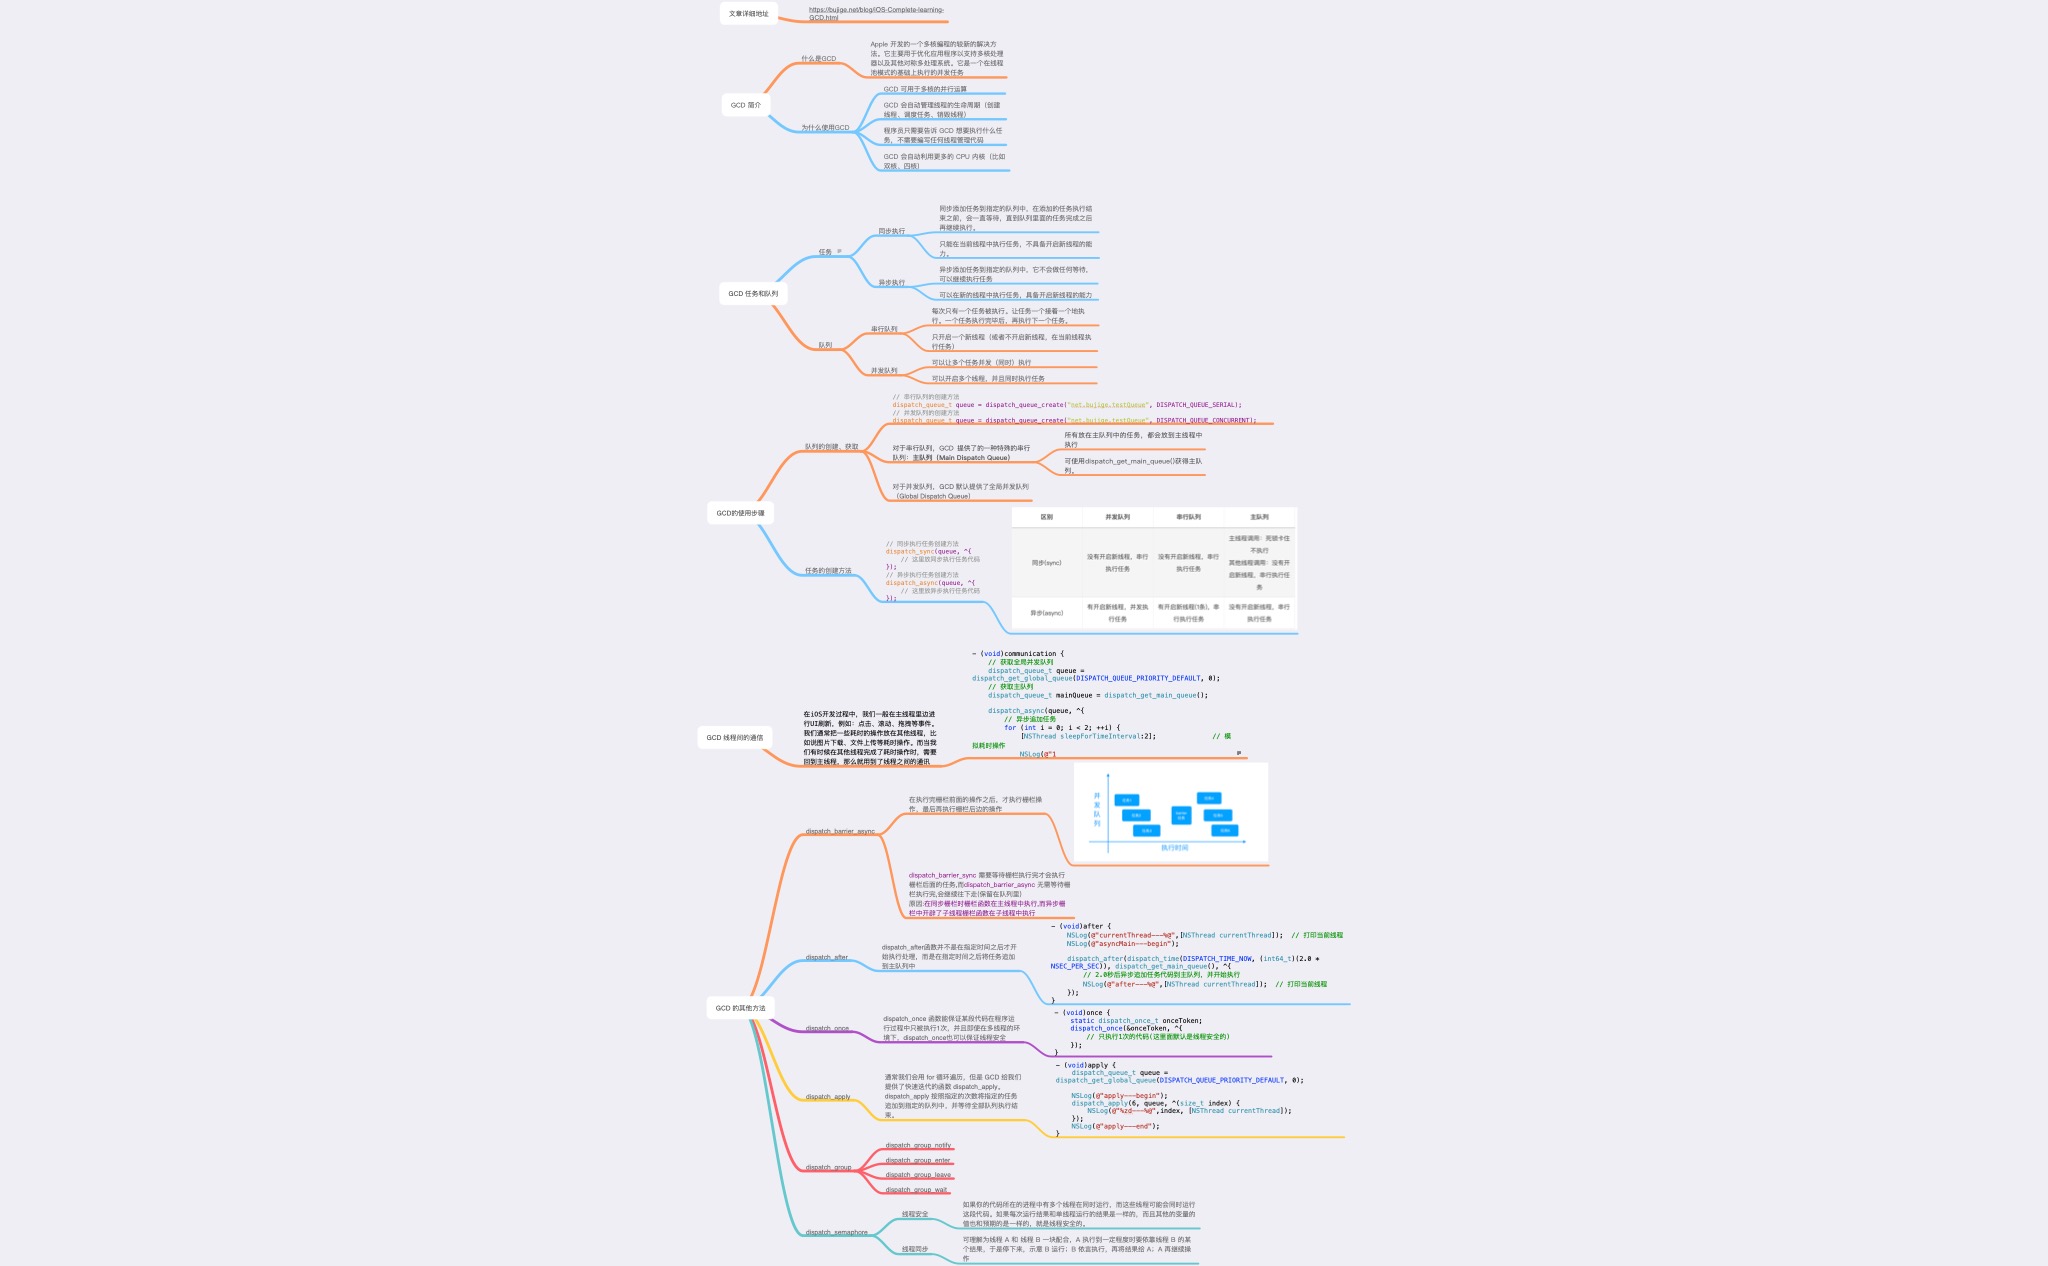 文章详细地址
https://bujige.net/blog/iOS-Complete-learning-
GCD.html
GCD 简介
什么是GCD
Apple 开发的一个多核编程的较新的解决方
法。它主要用于优化应用程序以支持多核处理
器以及其他对称多处理系统。它是一个在线程
池模式的基础上执行的并发任务
为什么使用GCD
GCD 可用于多核的并行运算
GCD 会自动管理线程的生命周期（创建
线程、调度任务、销毁线程）
程序员只需要告诉 GCD 想要执行什么任
务，不需要编写任何线程管理代码
GCD 会自动利用更多的 CPU 内核（比如
双核、四核）
GCD 任务和队列
任务
同步执行
同步添加任务到指定的队列中，在添加的任务执行结
束之前，会一直等待，直到队列里面的任务完成之后
再继续执行。
只能在当前线程中执行任务，不具备开启新线程的能
力。
异步执行
异步添加任务到指定的队列中，它不会做任何等待，
可以继续执行任务
可以在新的线程中执行任务，具备开启新线程的能力
队列
串行队列
每次只有一个任务被执行。让任务一个接着一个地执
行。一个任务执行完毕后，再执行下一个任务。
只开启一个新线程（或者不开启新线程，在当前线程执
行任务）
并发队列
可以让多个任务并发（同时）执行
可以开启多个线程，并且同时执行任务
GCD的使用步骤
队列的创建、获取
// 串行队列的创建方法
dispatch_queue_t queue = dispatch_queue_create("net.bujige.testQueue", DISPATCH_QUEUE_SERIAL);
// 并发队列的创建方法
dispatch_queue_t queue = dispatch_queue_create("net.bujige.testQueue", DISPATCH_QUEUE_CONCURRENT);
对于串行队列，GCD 提供了的一种特殊的串行
队列：主队列（Main Dispatch Queue）
所有放在主队列中的任务，都会放到主线程中
执行
可使用dispatch_get_main_queue()获得主队
列。
对于并发队列，GCD 默认提供了全局并发队列
（Global Dispatch Queue）
任务的创建方法
// 同步执行任务创建方法
dispatch_sync(queue, ^{
// 这里放同步执行任务代码
});
// 异步执行任务创建方法
dispatch_async(queue, ^{
// 这里放异步执行任务代码
});
区别 并发队列 串行队列 主队列
同步(sync)
没有开启新线程，串行
执行任务
没有开启新线程，串行
执行任务
主线程调用：死锁卡住
不执行
其他线程调用：没有开
启新线程，串行执行任
务
异步(async)
有开启新线程，并发执
行任务
有开启新线程(1条)，串
行执行任务
没有开启新线程，串行
执行任务
GCD 线程间的通信
在iOS开发过程中，我们一般在主线程里边进
行UI刷新，例如：点击、滚动、拖拽等事件。
我们通常把一些耗时的操作放在其他线程，比
如说图片下载、文件上传等耗时操作。而当我
们有时候在其他线程完成了耗时操作时，需要
回到主线程，那么就用到了线程之间的通讯
- (void)communication {
// 获取全局并发队列
dispatch_queue_t queue =
dispatch_get_global_queue(DISPATCH_QUEUE_PRIORITY_DEFAULT, 0);
// 获取主队列
dispatch_queue_t mainQueue = dispatch_get_main_queue();
dispatch_async(queue, ^{
// 异步追加任务
for (int i = 0; i < 2; ++i) {
[NSThread sleepForTimeInterval:2]; // 模
拟耗时操作
NSLog(@"1
GCD 的其他方法
dispatch_barrier_async
在执行完栅栏前面的操作之后，才执行栅栏操
作，最后再执行栅栏后边的操作
并发队列
执行时间
dispatch_barrier_sync 需要等待栅栏执行完才会执行
栅栏后面的任务,而dispatch_barrier_async 无需等待栅
栏执行完,会继续往下走(保留在队列里)
原因:在同步栅栏时栅栏函数在主线程中执行,而异步栅
栏中开辟了子线程栅栏函数在子线程中执行
dispatch_after
dispatch_after函数并不是在指定时间之后才开
始执行处理，而是在指定时间之后将任务追加
到主队列中
- (void)after {
NSLog(@"currentThread---%@",[NSThread currentThread]); // 打印当前线程
NSLog(@"asyncMain---begin");
dispatch_after(dispatch_time(DISPATCH_TIME_NOW, (int64_t)(2.0 *
NSEC_PER_SEC)), dispatch_get_main_queue(), ^{
// 2.0秒后异步追加任务代码到主队列，并开始执行
NSLog(@"after---%@",[NSThread currentThread]); // 打印当前线程
});
}
dispatch_once
dispatch_once 函数能保证某段代码在程序运
行过程中只被执行1次，并且即使在多线程的环
境下，dispatch_once也可以保证线程安全
- (void)once {
static dispatch_once_t onceToken;
dispatch_once(&onceToken, ^{
// 只执行1次的代码(这里面默认是线程安全的)
});
}
dispatch_apply
通常我们会用 for 循环遍历，但是 GCD 给我们
提供了快速迭代的函数 dispatch_apply。
dispatch_apply 按照指定的次数将指定的任务
追加到指定的队列中，并等待全部队列执行结
束。
- (void)apply {
dispatch_queue_t queue =
dispatch_get_global_queue(DISPATCH_QUEUE_PRIORITY_DEFAULT, 0);
NSLog(@"apply---begin");
dispatch_apply(6, queue, ^(size_t index) {
NSLog(@"%zd---%@",index, [NSThread currentThread]);
});
NSLog(@"apply---end");
}
dispatch_group
dispatch_group_notify
dispatch_group_enter
dispatch_group_leave
dispatch_group_wait
dispatch_semaphore
线程安全
如果你的代码所在的进程中有多个线程在同时运行，而这些线程可能会同时运行
这段代码。如果每次运行结果和单线程运行的结果是一样的，而且其他的变量的
值也和预期的是一样的，就是线程安全的。
线程同步
可理解为线程 A 和 线程 B 一块配合，A 执行到一定程度时要依靠线程 B 的某
个结果，于是停下来，示意 B 运行；B 依言执行，再将结果给 A；A 再继续操
作